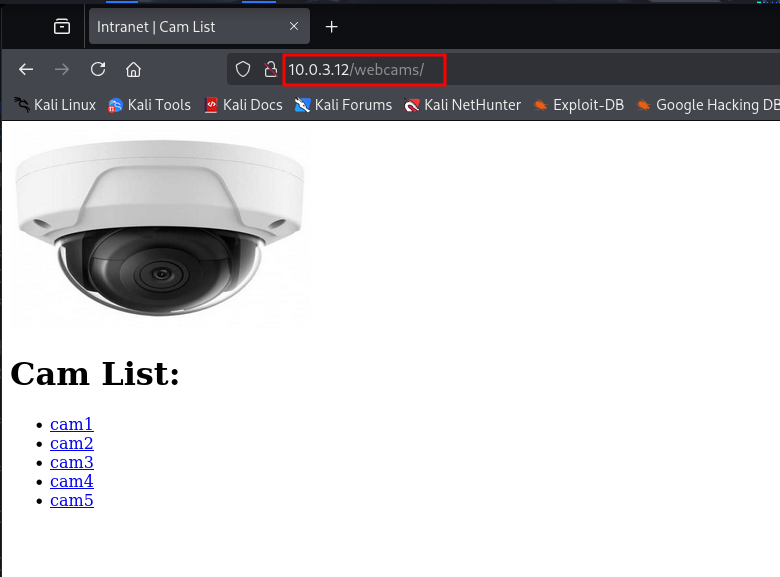 Intranet | Cam List
10.0.3.12/webcams/
Kali Linux Kali Tools Kali Docs Kali Forums Kali NetHunter Exploit-DB Google Hacking DB
Cam List:
• cam1
• cam2
• cam3
• cam4
• cam5